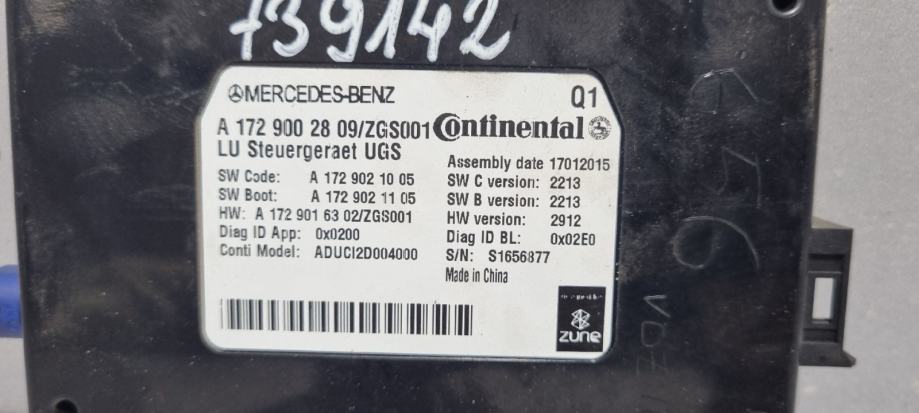 739142
MERCEDES-BENZ
Q1
A 172 900 28 09/ZGS001 Continental
LU Steuergeraet UGS
Assembly date 17012015
SW Code: A 172 902 10 05
SW C version: 2213
SW Boot: A 172 902 11 05
SW B version: 2213
HW: A 172 901 63 02/ZGS001
HW version: 2912
Diag ID App: 0x0200
Diag ID BL: 0x02E0
Conti Model: ADUCI2D004000
S/N: S1656877
Made in China
zune